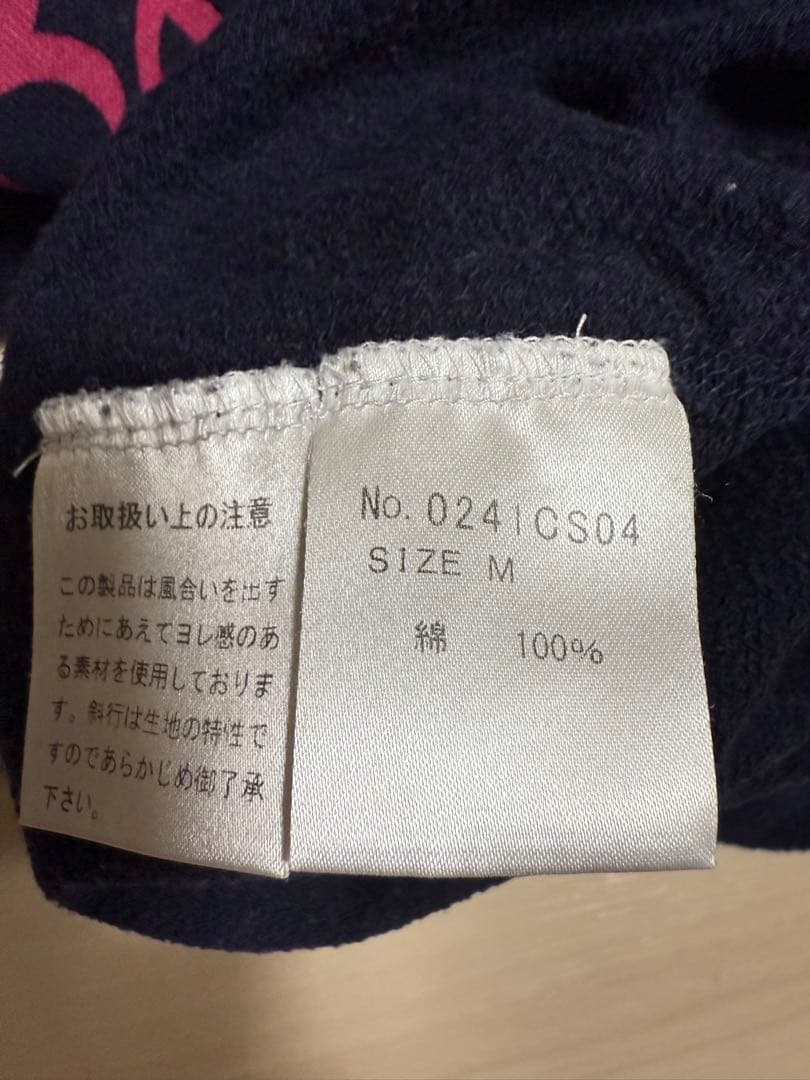 お取扱い上の注意
この製品は風合いを出す
ためにあえてヨレ感のあ
る素材を使用しておりま
す。斜行は生地の特性で
すのであらかじめ御了承
下さい。
No. 0241CS04
SIZE M
綿 100%